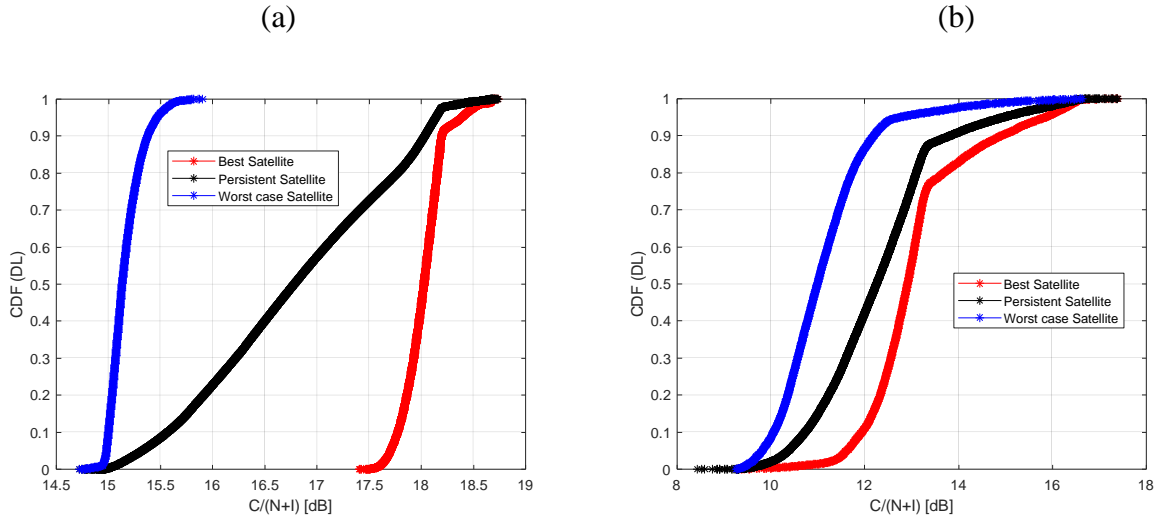 (a)
1
0.9
0.8
0.7
0.6
0.5
0.4
0.3
0.2
0.1
0
CDF (DL)
Best Satellite
Persistent Satellite
Worst case Satellite
14.5 15 15.5 16 16.5 17 17.5 18 18.5 19
C/(N+I) [dB]
(b)
1
0.9
0.8
0.7
0.6
0.5
0.4
0.3
0.2
0.1
0
CDF (DL)
Best Satellite
Persistent Satellite
Worst case Satellite
8 10 12 14 16 18
C/(N+I) [dB]